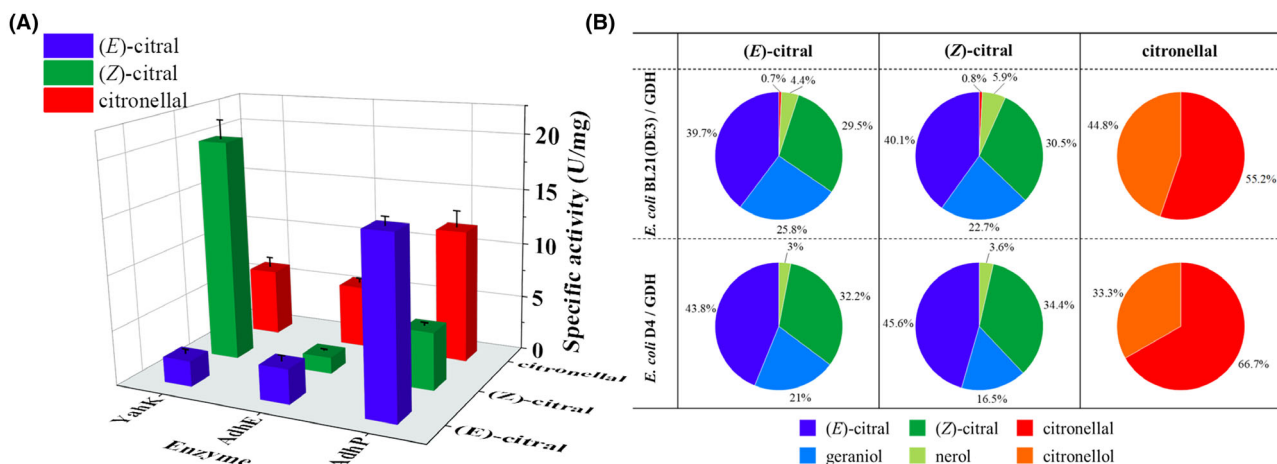 (A)
(E)-citral
(Z)-citral
citronellal
20
15
10
5
0
Specific activity (U/mg)
YahK
AdhE
AdhP
Enzyme
citronellal
(Z)-citral
(E)-citral
(B)
(E)-citral (Z)-citral citronellal
E. coli BL21(DE3) / GDH
0.7% 4.4% 29.5% 25.8% 39.7%
0.8% 5.9% 30.5% 22.7% 40.1%
44.8% 55.2%
E. coli D4 / GDH
3% 32.2% 21% 43.8%
3.6% 34.4% 16.5% 45.6%
33.3% 66.7%
(E)-citral (Z)-citral citronellal
geraniol nerol citronellol